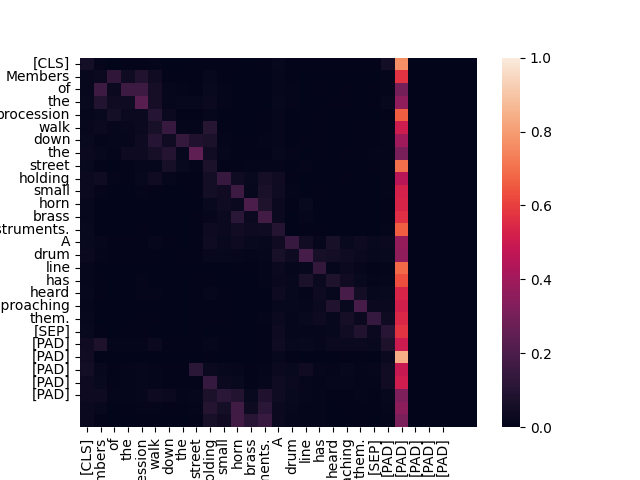 [CLS]
Members
of
the
procession
walk
down
the
street
holding
small
horn
brass
struments.
A
drum
line
has
heard
proaching
them.
[SEP]
[PAD]
[PAD]
[PAD]
[PAD]
[PAD]
[CLS]
mbers
of
the
ession
walk
down
the
street
olding
small
horn
brass
ments.
A
drum
line
has
heard
aching
them.
[SEP]
[PAD]
[PAD]
[PAD]
[PAD]
[PAD]
1.0
0.8
0.6
0.4
0.2
0.0